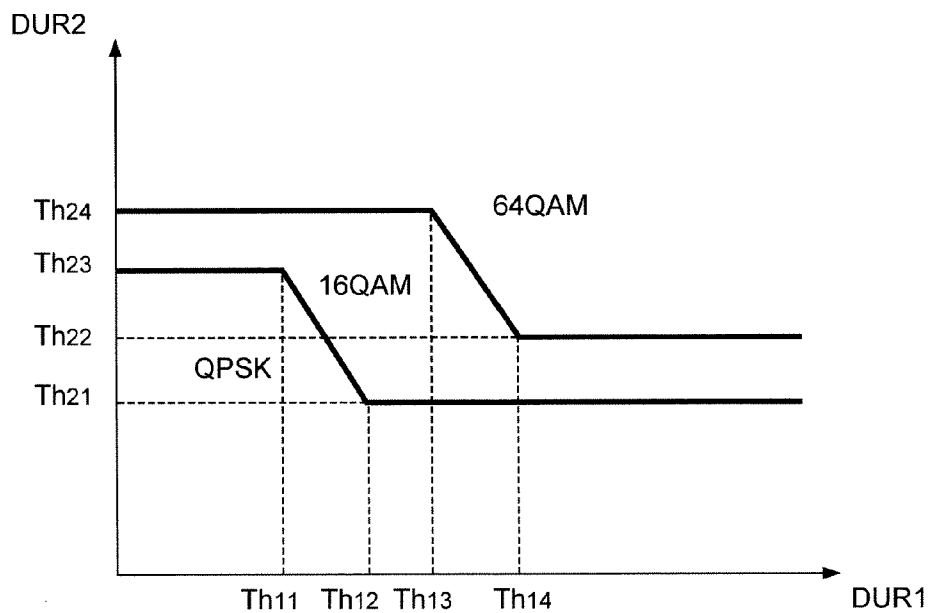 DUR2
Th24
64QAM
Th23
16QAM
Th22
QPSK
Th21
Th11 Th12 Th13 Th14
DUR1